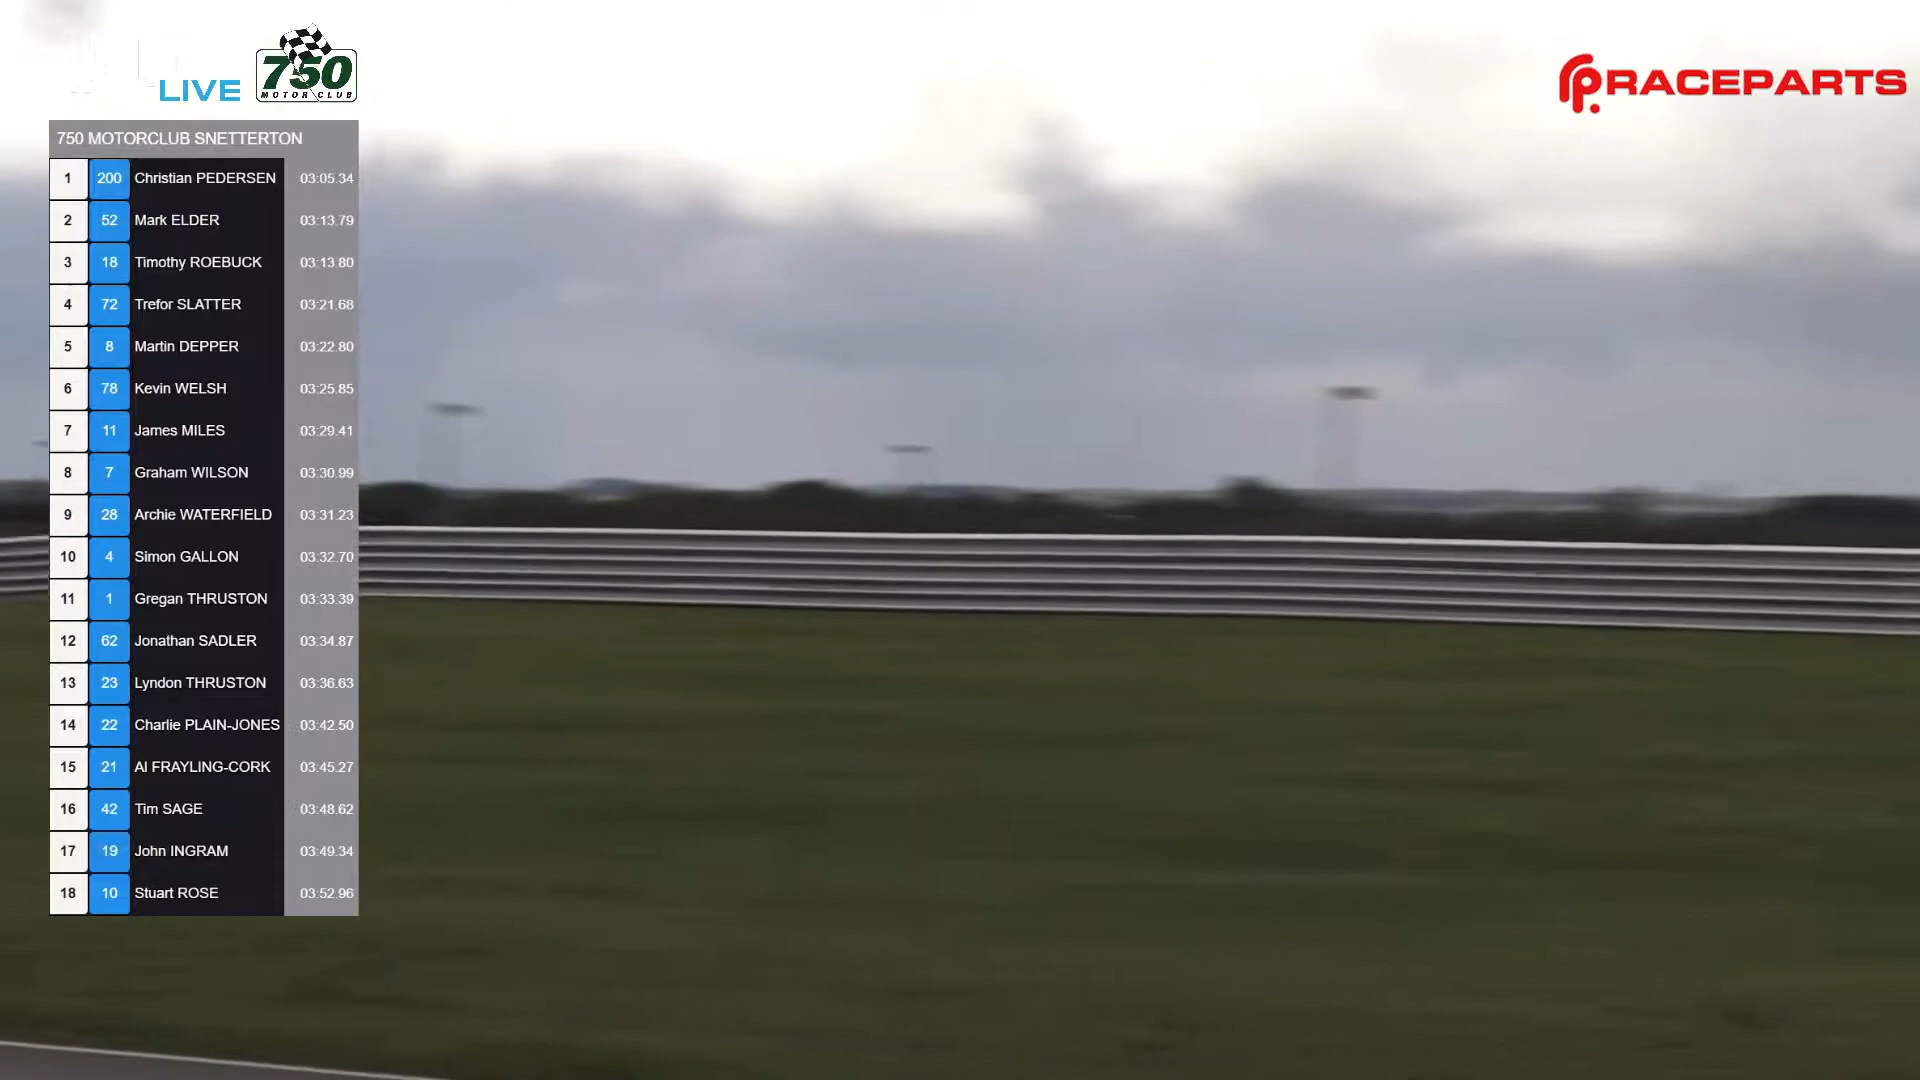 LIVE
750
MOTOR CLUB
RACEPARTS
750 MOTORCLUB SNETTERTON
1 200 Christian PEDERSEN 03:05.34
2 52 Mark ELDER 03:13.79
3 18 Timothy ROEBUCK 03:13.80
4 72 Trefor SLATTER 03:21.68
5 8 Martin DEPPER 03:22.80
6 78 Kevin WELSH 03:25.85
7 11 James MILES 03:29.41
8 7 Graham WILSON 03:30.99
9 28 Archie WATERFIELD 03:31.23
10 4 Simon GALLON 03:32.70
11 1 Gregan THRUSTON 03:33.39
12 62 Jonathan SADLER 03:34.87
13 23 Lyndon THRUSTON 03:36.63
14 22 Charlie PLAIN-JONES 03:42.50
15 21 Al FRAYLING-CORK 03:45.27
16 42 Tim SAGE 03:48.62
17 19 John INGRAM 03:49.34
18 10 Stuart ROSE 03:52.96